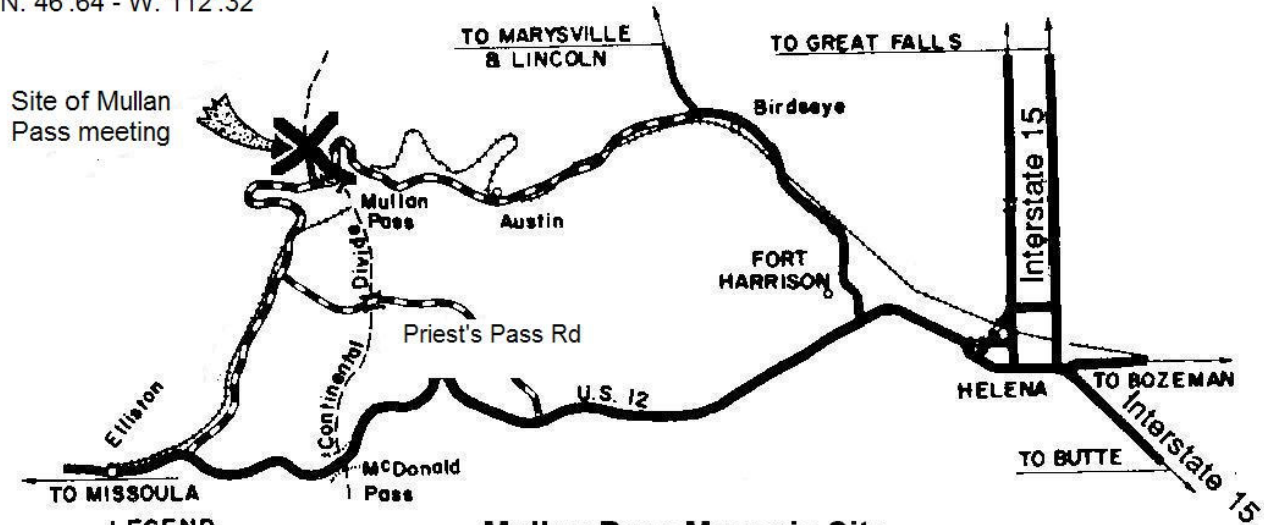 N. 46'.64 - W. 112'.32
TO MARYSVILLE
& LINCOLN
TO GREAT FALLS
Site of Mullan
Pass meeting
Birdseye
Interstate 15
Mullan
Pass
Austin
Continental Divide
FORT
HARRISON
Priest's Pass Rd
Elliston
U.S. 12
HELENA
TO BOZEMAN
Interstate 15
McDonald
Pass
TO MISSOULA
TO BUTTE